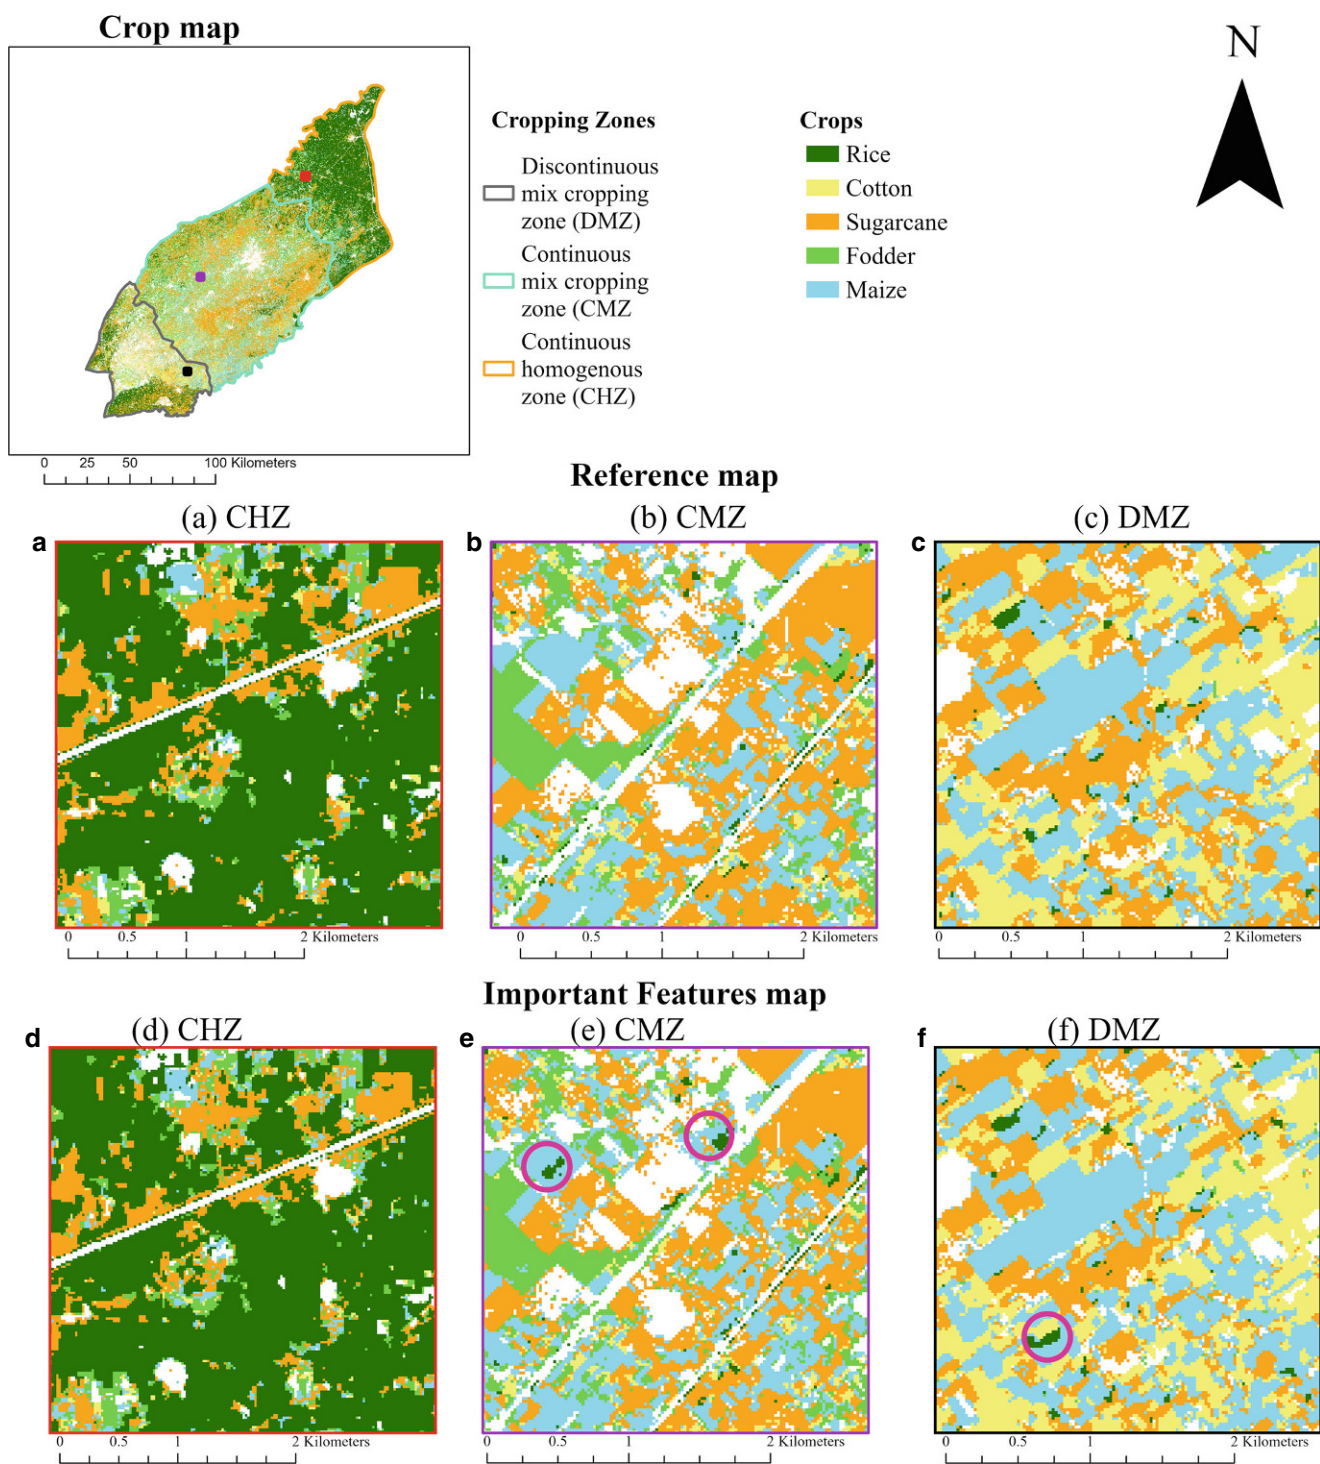 Crop map
N
Cropping Zones
Discontinuous
mix cropping
zone (DMZ)
Continuous
mix cropping
zone (CMZ
Continuous
homogenous
zone (CHZ)
Crops
Rice
Cotton
Sugarcane
Fodder
Maize
0 25 50 100 Kilometers
Reference map
(a) CHZ
(b) CMZ
(c) DMZ
a
b
c
0 0.5 1 2 Kilometers
0 0.5 1 2 Kilometers
0 0.5 1 2 Kilometers
Important Features map
(d) CHZ
(e) CMZ
(f) DMZ
d
e
f
0 0.5 1 2 Kilometers
0 0.5 1 2 Kilometers
0 0.5 1 2 Kilometers